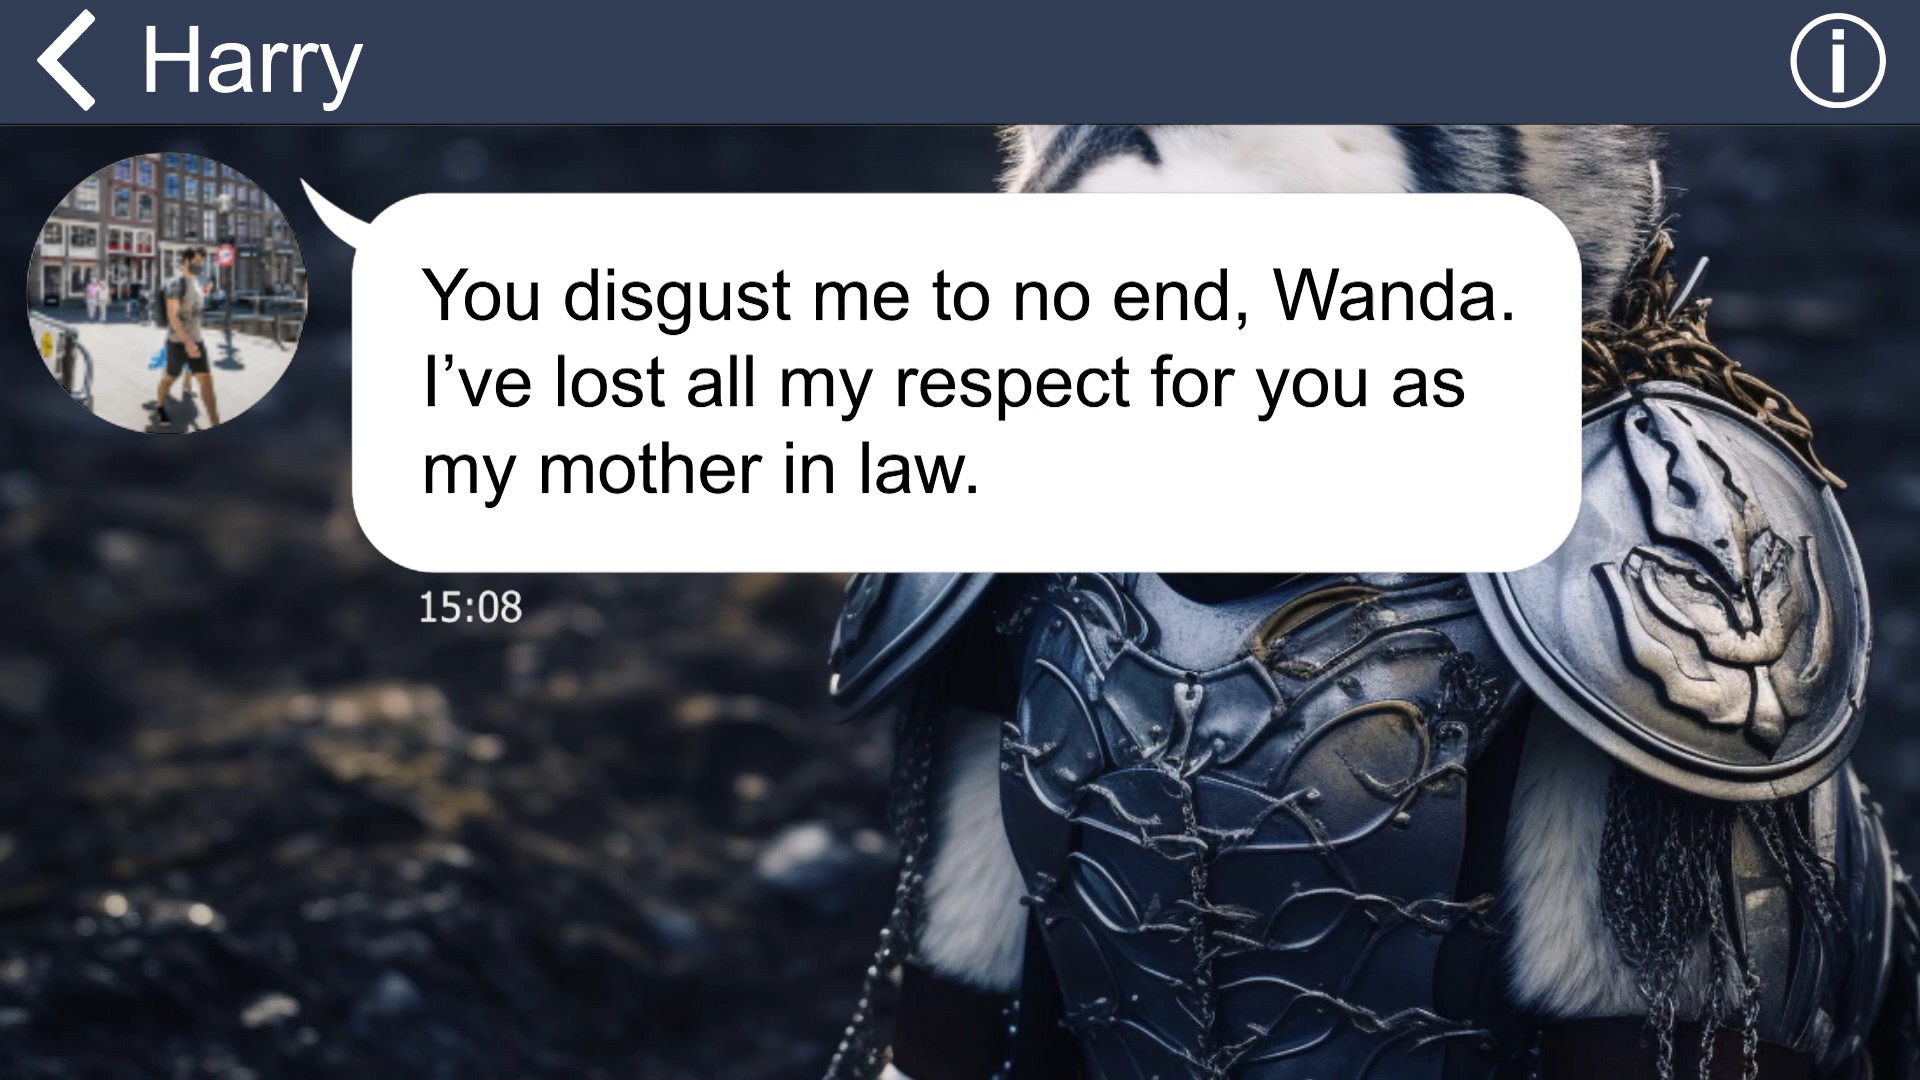 Harry
You disgust me to no end, Wanda.
I’ve lost all my respect for you as
my mother in law.
15:08